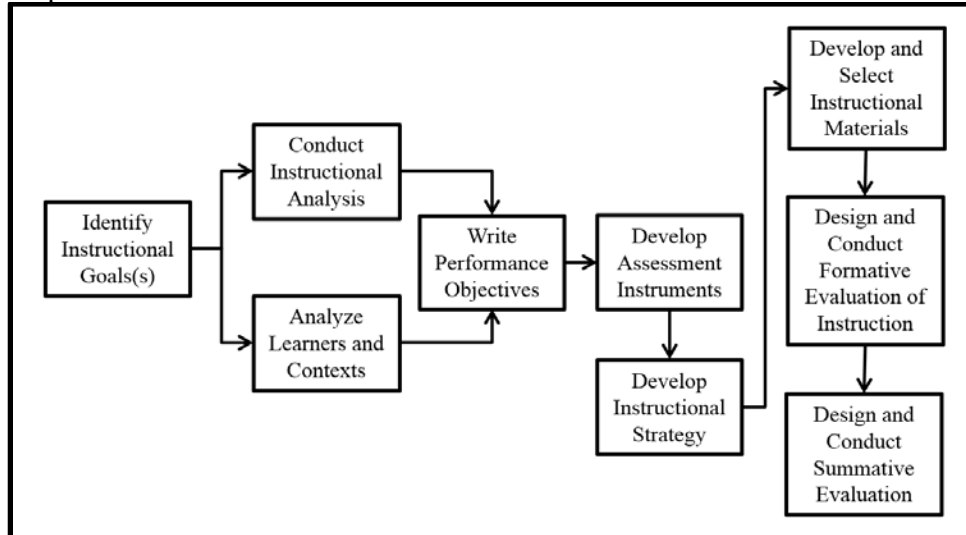 Identify
Instructional
Goals(s)
Conduct
Instructional
Analysis
Analyze
Learners and
Contexts
Write
Performance
Objectives
Develop
Assessment
Instruments
Develop
Instructional
Strategy
Develop and
Select
Instructional
Materials
Design and
Conduct
Formative
Evaluation of
Instruction
Design and
Conduct
Summative
Evaluation